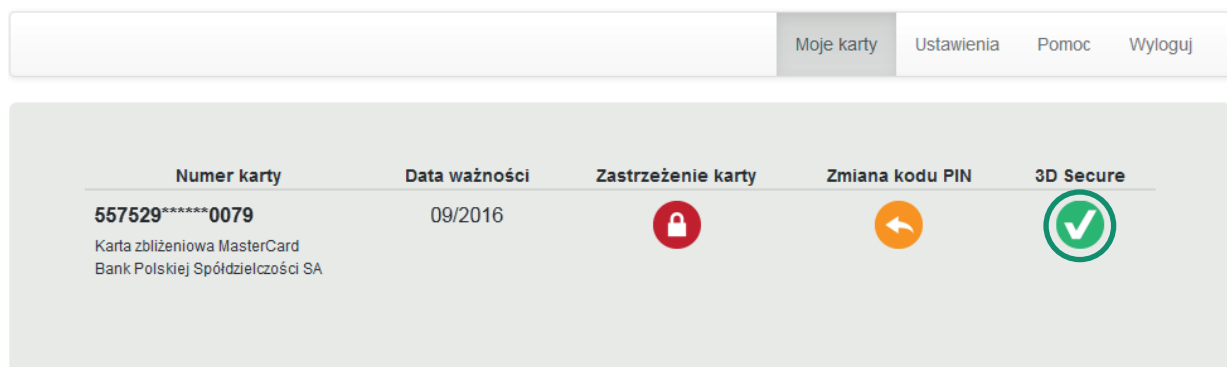 Moje karty Ustawienia Pomoc Wyloguj
Numer karty Data ważności Zastrzeżenie karty Zmiana kodu PIN 3D Secure
557529******0079 09/2016
Karta zbliżeniowa MasterCard
Bank Polskiej Spółdzielczości SA